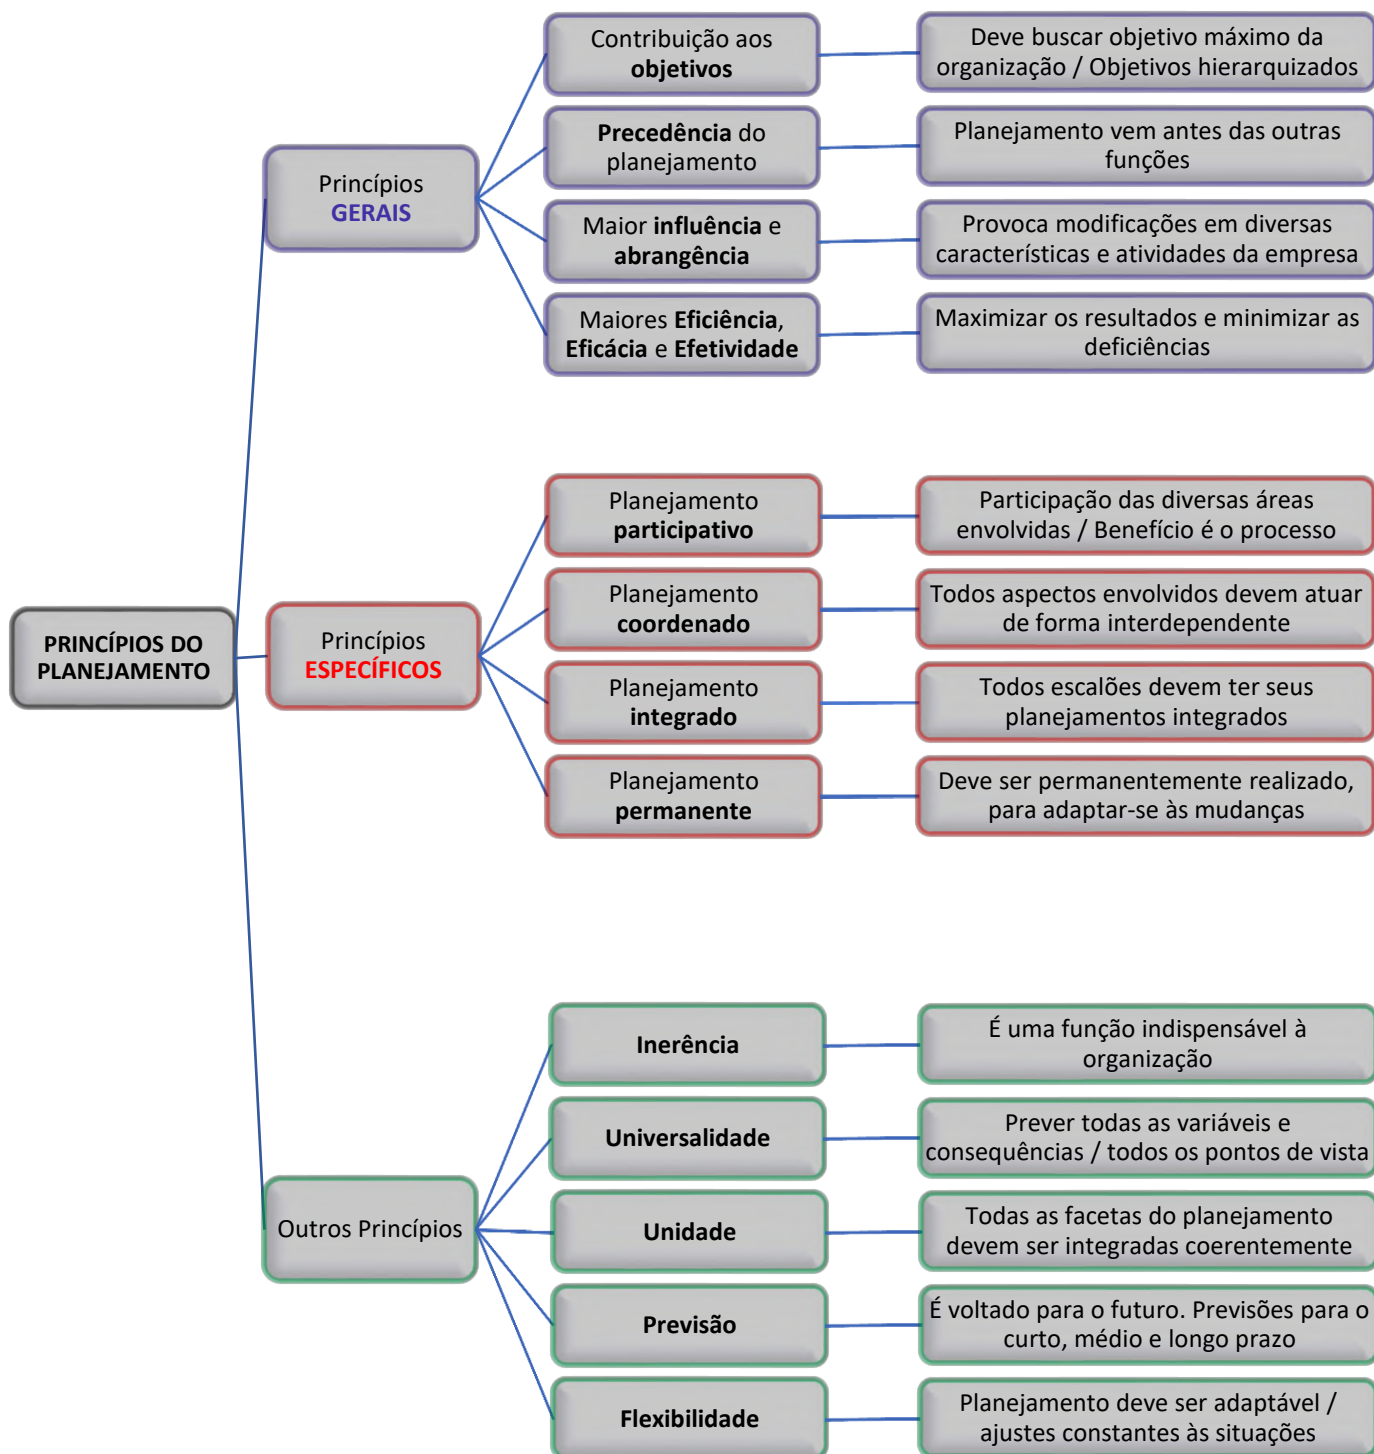 PRINCÍPIOS DO
PLANEJAMENTO
Princípios
GERAIS
Contribuição aos
objetivos
Deve buscar objetivo máximo da
organização / Objetivos hierarquizados
Precedência do
planejamento
Planejamento vem antes das outras
funções
Maior influência e
abrangência
Provoca modificações em diversas
características e atividades da empresa
Maiores Eficiência,
Eficácia e Efetividade
Maximizar os resultados e minimizar as
deficiências
Princípios
ESPECÍFICOS
Planejamento
participativo
Participação das diversas áreas
envolvidas / Benefício é o processo
Planejamento
coordenado
Todos aspectos envolvidos devem atuar
de forma interdependente
Planejamento
integrado
Todos escalões devem ter seus
planejamentos integrados
Planejamento
permanente
Deve ser permanentemente realizado,
para adaptar-se às mudanças
Outros Princípios
Inerência
É uma função indispensável à
organização
Universalidade
Prever todas as variáveis e
consequências / todos os pontos de vista
Unidade
Todas as facetas do planejamento
devem ser integradas coerentemente
Previsão
É voltado para o futuro. Previsões para o
curto, médio e longo prazo
Flexibilidade
Planejamento deve ser adaptável /
ajustes constantes às situações